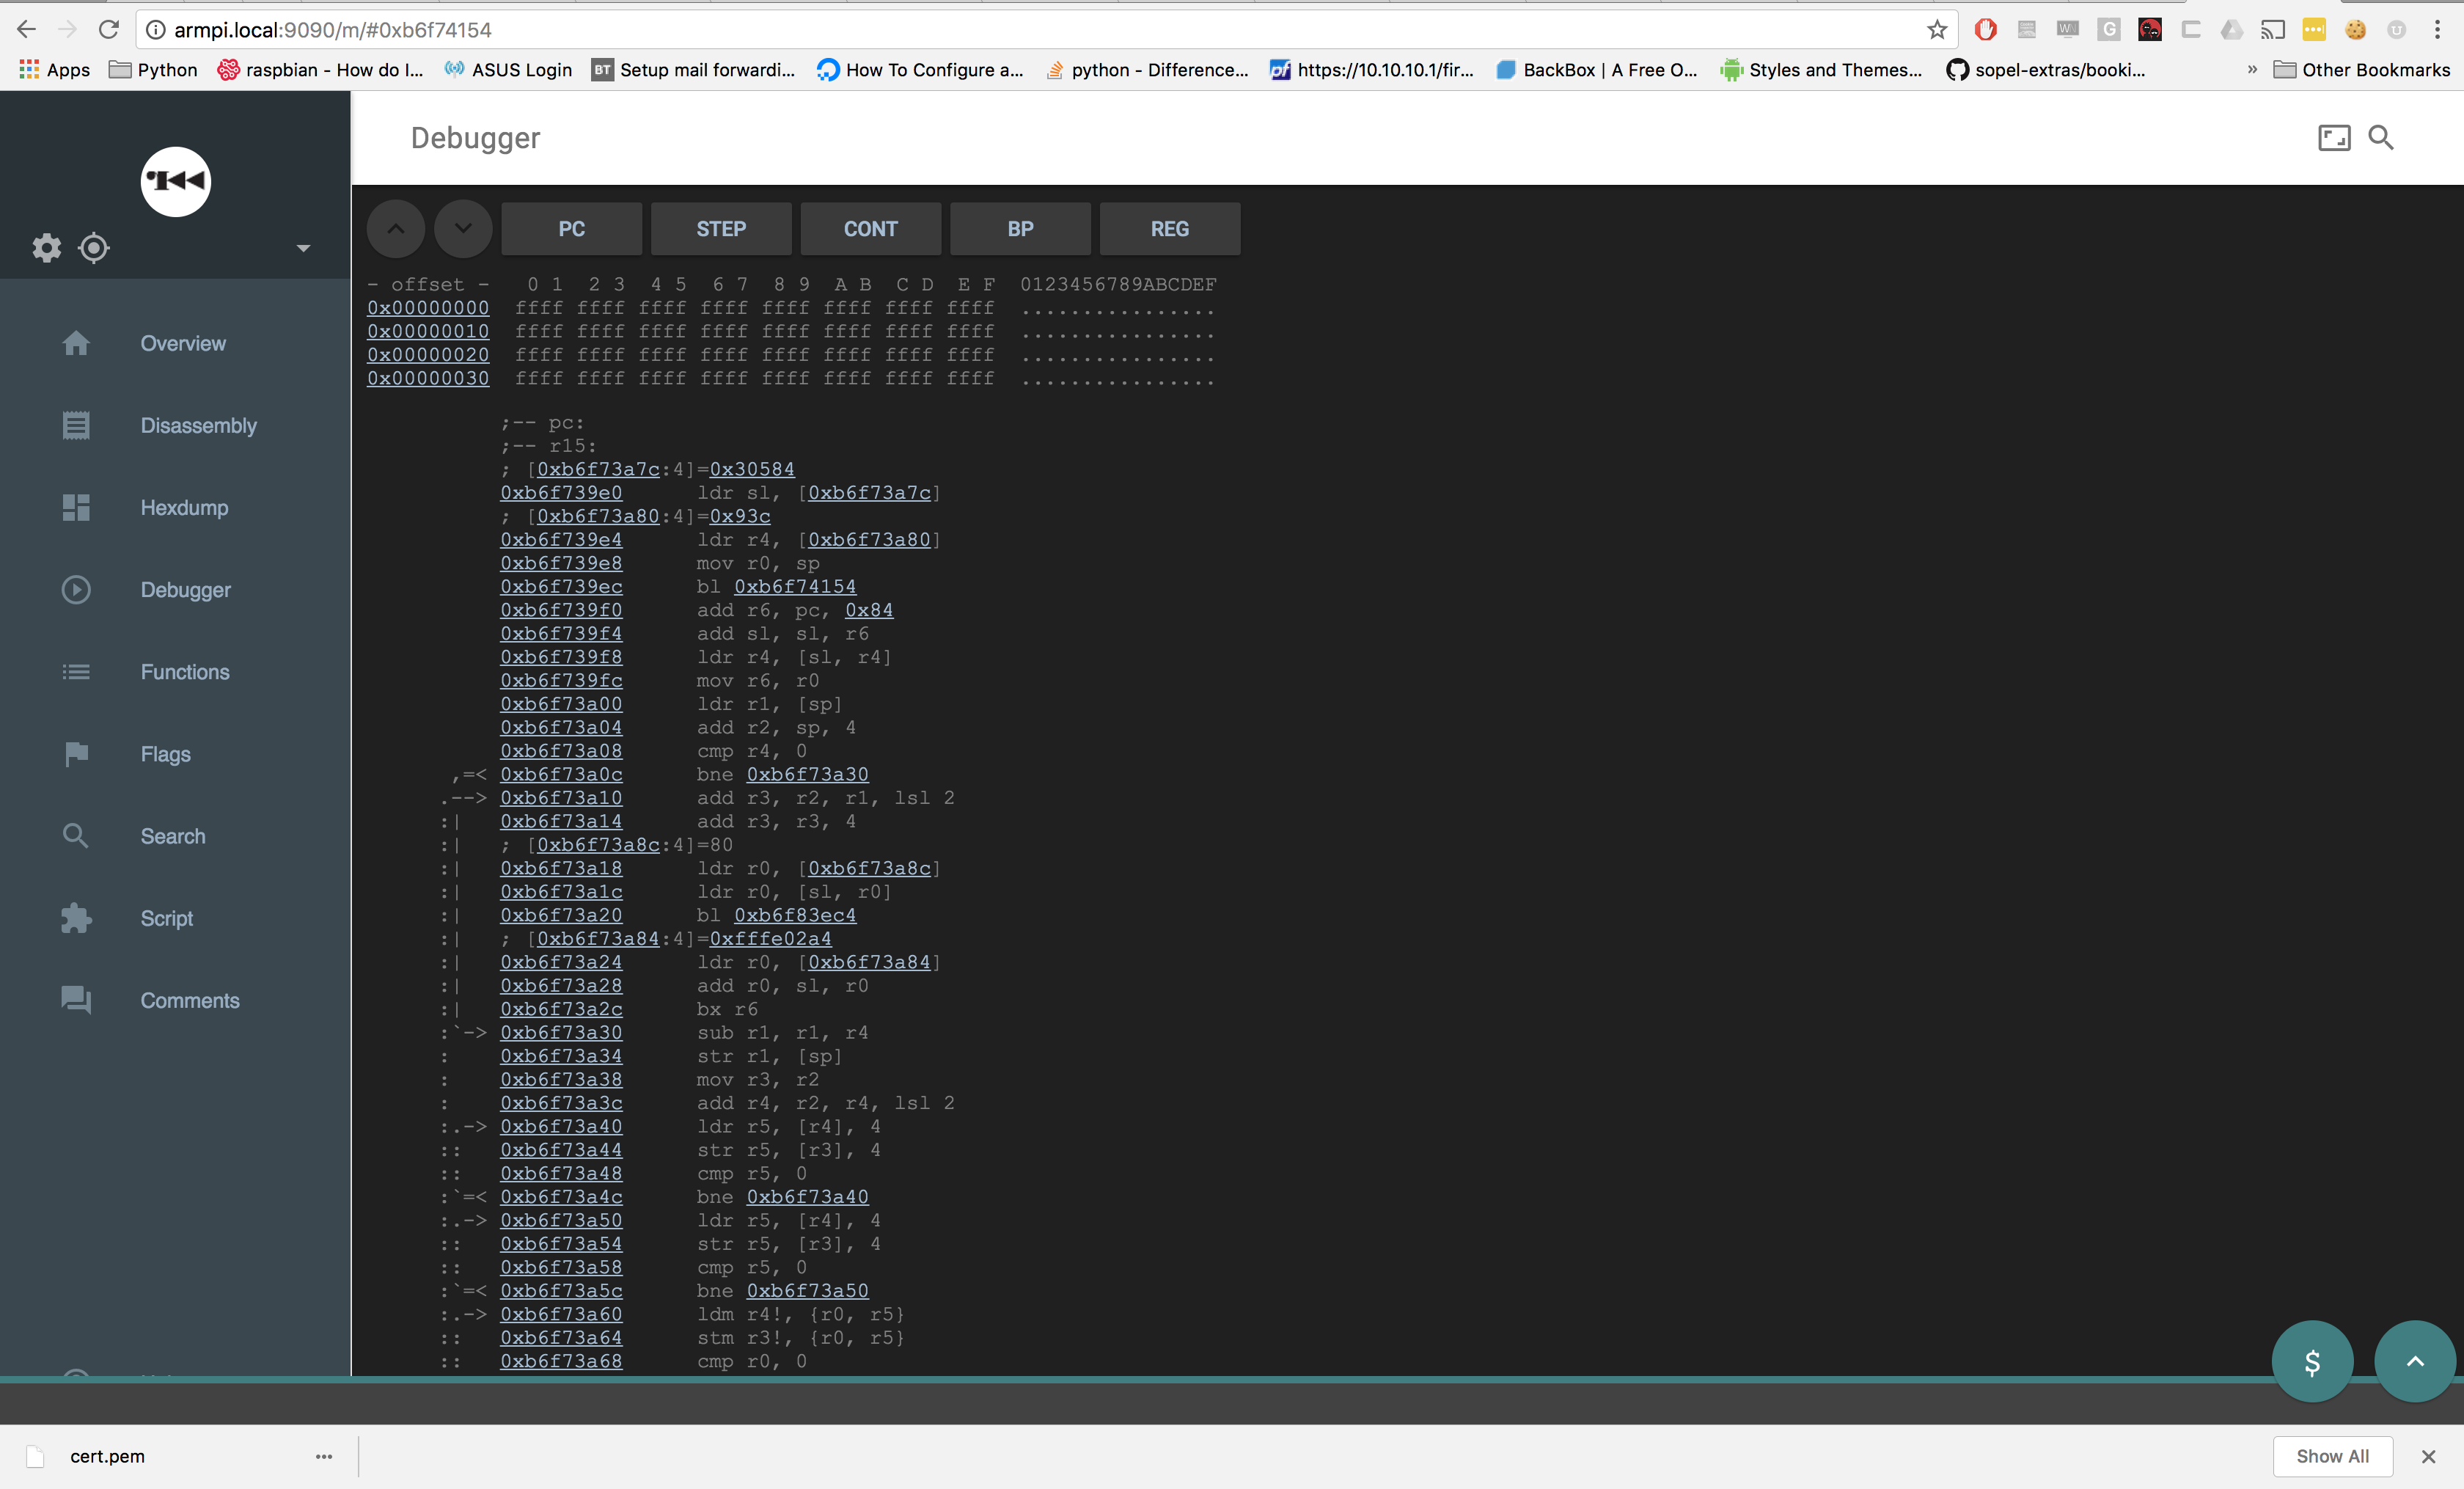 armpi.local:9090/m/#0xb6f74154
Apps Python raspbian - How do I... ASUS Login BT Setup mail forwardi... How To Configure a... python - Difference... pf https://10.10.10.1/fir... BackBox | A Free O... Styles and Themes... sopel-extras/booki... » Other Bookmarks
Debugger
PC STEP CONT BP REG
Overview
Disassembly
Hexdump
Debugger
Functions
Flags
Search
Script
Comments
- offset -   0 1  2 3  4 5  6 7  8 9  A B  C D  E F  0123456789ABCDEF
0x00000000  ffff ffff ffff ffff ffff ffff ffff ffff  ................
0x00000010  ffff ffff ffff ffff ffff ffff ffff ffff  ................
0x00000020  ffff ffff ffff ffff ffff ffff ffff ffff  ................
0x00000030  ffff ffff ffff ffff ffff ffff ffff ffff  ................
;-- pc:
;-- r15:
; [0xb6f73a7c:4]=0x30584
0xb6f739e0      ldr sl, [0xb6f73a7c]
; [0xb6f73a80:4]=0x93c
0xb6f739e4      ldr r4, [0xb6f73a80]
0xb6f739e8      mov r0, sp
0xb6f739ec      bl 0xb6f74154
0xb6f739f0      add r6, pc, 0x84
0xb6f739f4      add sl, sl, r6
0xb6f739f8      ldr r4, [sl, r4]
0xb6f739fc      mov r6, r0
0xb6f73a00      ldr r1, [sp]
0xb6f73a04      add r2, sp, 4
0xb6f73a08      cmp r4, 0
,=< 0xb6f73a0c      bne 0xb6f73a30
.--> 0xb6f73a10      add r3, r2, r1, lsl 2
:|   0xb6f73a14      add r3, r3, 4
:|   ; [0xb6f73a8c:4]=80
:|   0xb6f73a18      ldr r0, [0xb6f73a8c]
:|   0xb6f73a1c      ldr r0, [sl, r0]
:|   0xb6f73a20      bl 0xb6f83ec4
:|   ; [0xb6f73a84:4]=0xfffe02a4
:|   0xb6f73a24      ldr r0, [0xb6f73a84]
:|   0xb6f73a28      add r0, sl, r0
:|   0xb6f73a2c      bx r6
:`-> 0xb6f73a30      sub r1, r1, r4
:    0xb6f73a34      str r1, [sp]
:    0xb6f73a38      mov r3, r2
:    0xb6f73a3c      add r4, r2, r4, lsl 2
:.-> 0xb6f73a40      ldr r5, [r4], 4
::   0xb6f73a44      str r5, [r3], 4
::   0xb6f73a48      cmp r5, 0
:`=< 0xb6f73a4c      bne 0xb6f73a40
:.-> 0xb6f73a50      ldr r5, [r4], 4
::   0xb6f73a54      str r5, [r3], 4
::   0xb6f73a58      cmp r5, 0
:`=< 0xb6f73a5c      bne 0xb6f73a50
:.-> 0xb6f73a60      ldm r4!, {r0, r5}
::   0xb6f73a64      stm r3!, {r0, r5}
::   0xb6f73a68      cmp r0, 0
$
cert.pem
Show All